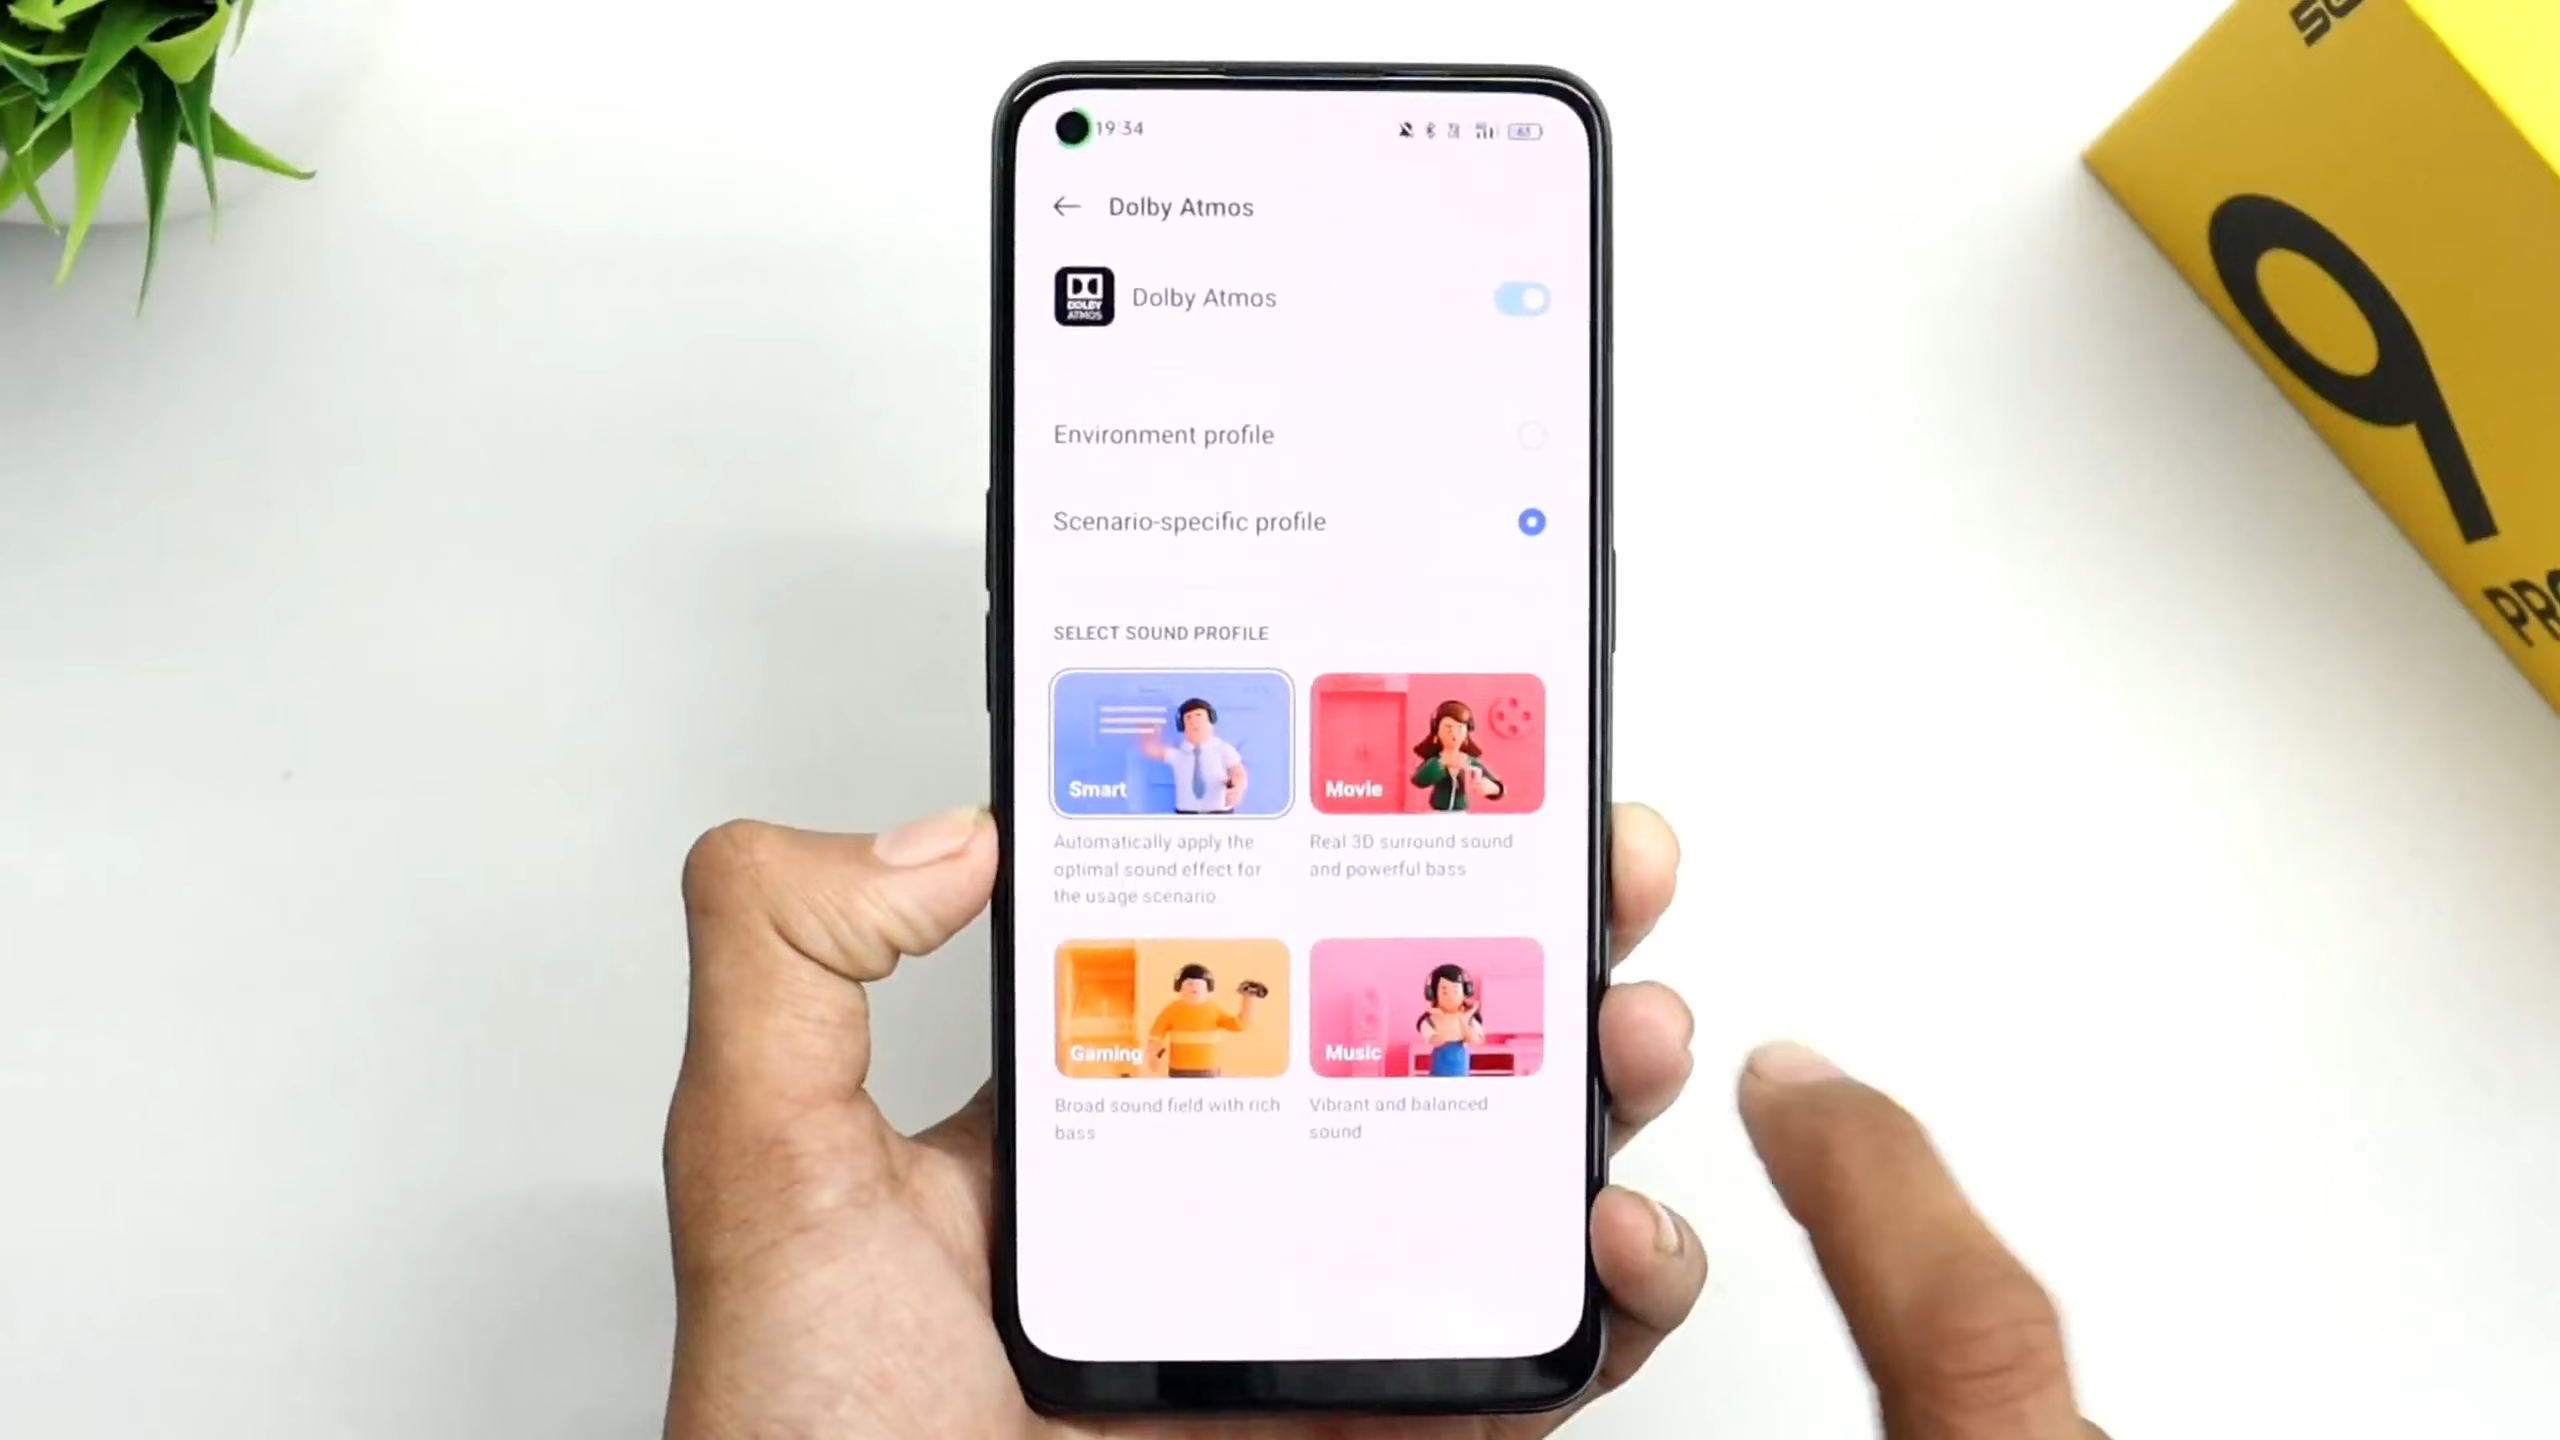 19:34
63
Dolby Atmos
DOLBY
ATMOS
Dolby Atmos
Environment profile
Scenario-specific profile
SELECT SOUND PROFILE
Smart
Automatically apply the
optimal sound effect for
the usage scenario
Movie
Real 3D surround sound
and powerful bass
Gaming
Broad sound field with rich
bass
Music
Vibrant and balanced
sound
9